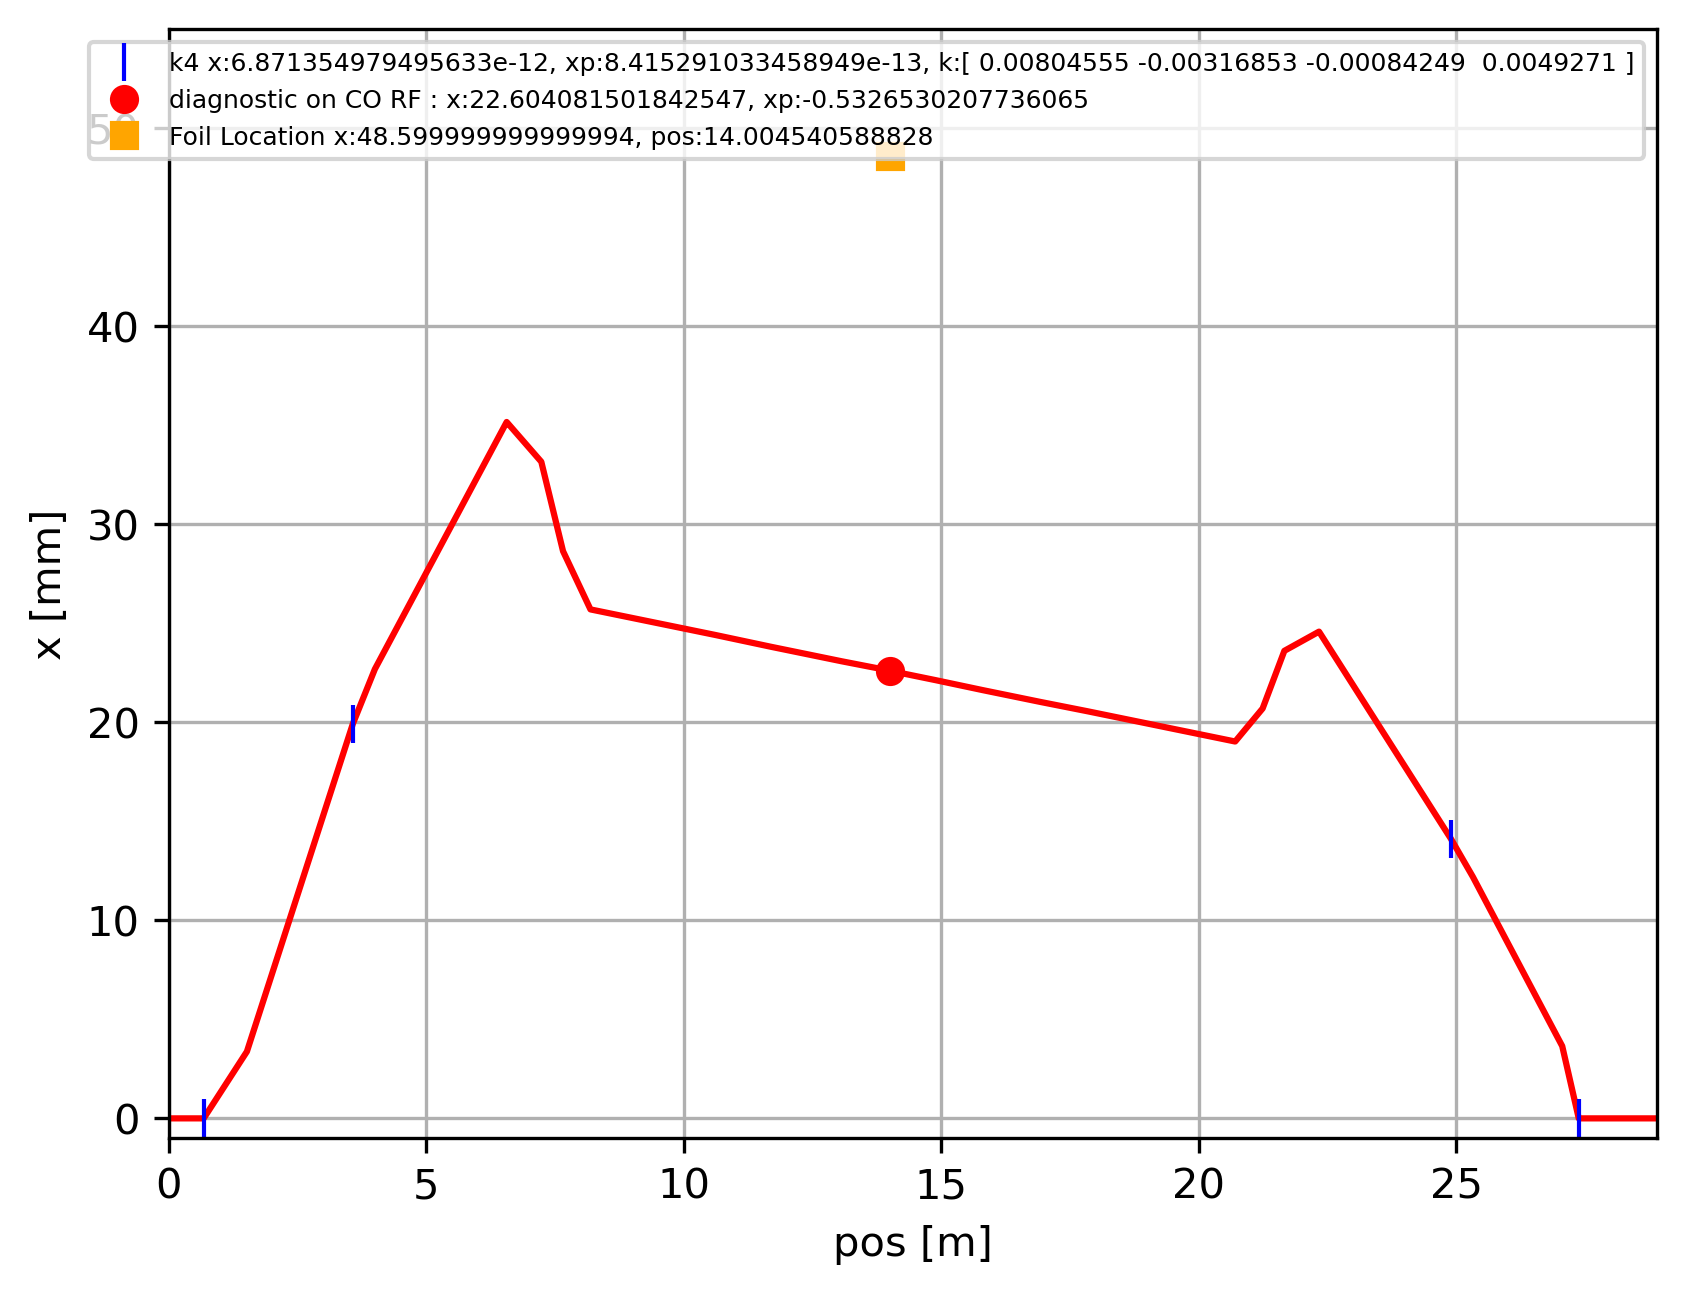 k4 x:6.871354979495633e-12, xp:8.415291033458949e-13, k:[ 0.00804555 -0.00316853 -0.00084249  0.0049271 ]
diagnostic on CO RF : x:22.604081501842547, xp:-0.5326530207736065
Foil Location x:48.599999999999994, pos:14.004540588828
50
40
30
20
10
0
x [mm]
0 5 10 15 20 25
pos [m]